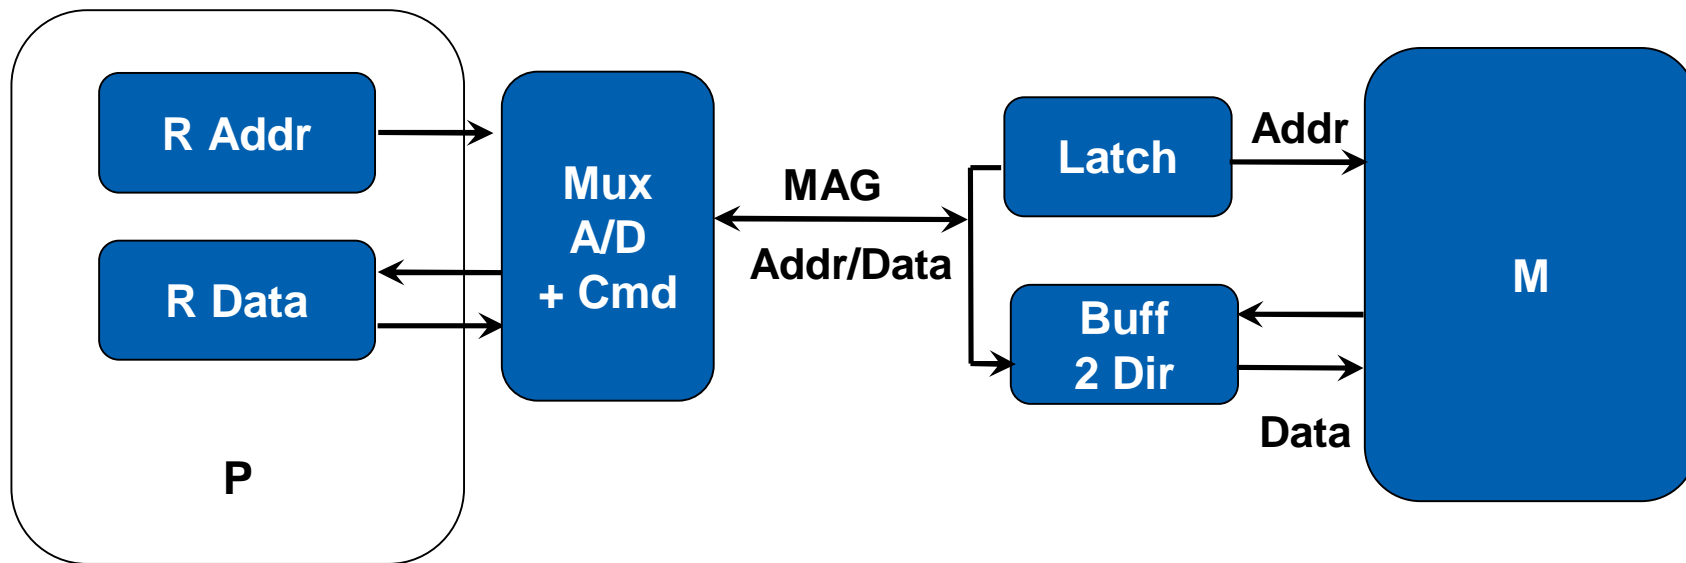 R Addr
R Data
P
Mux
A/D
+ Cmd
MAG
Addr/Data
Latch
Buff
2 Dir
Addr
Data
M